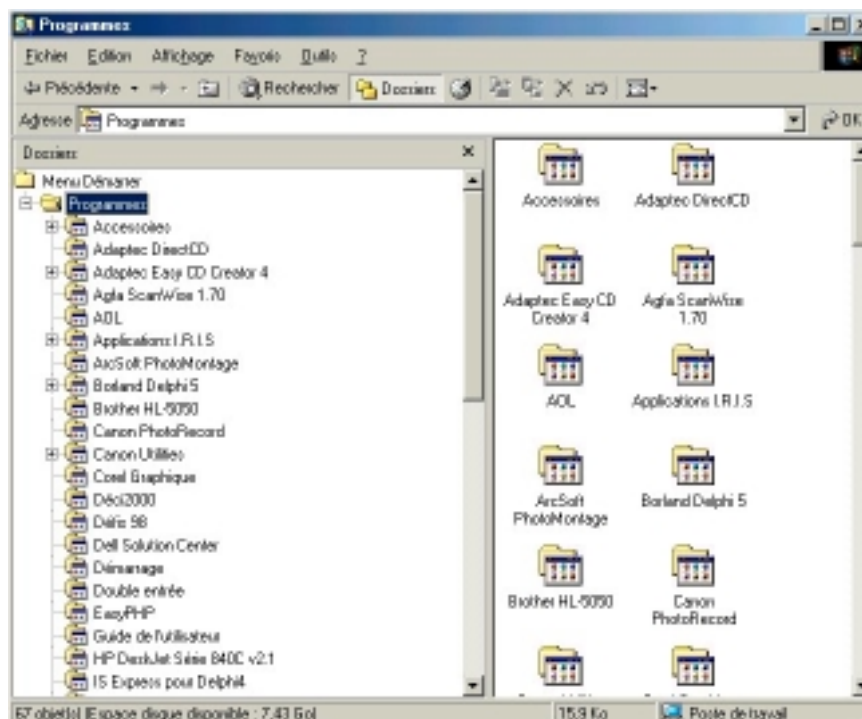 Programmes
Fichier Edition Affichage Favoris Outils ?
Précédente Rechercher Dossiers
Adresse Programmes OK
Dossiers
Menu Démarrer
Programmes
Accessoires
Adaptec DirectCD
Adaptec Easy CD Creator 4
Agfa ScanWise 1.70
AOL
Applications I.R.I.S
ArcSoft PhotoMontage
Borland Delphi 5
Brother HL-5050
Canon PhotoRecord
Canon Utilities
Corel Graphique
Déci2000
Défis 98
Dell Solution Center
Démarrage
Double entrée
EasyPHP
Guide de l'utilisateur
HP DeskJet Série 840C v2.1
IS Express pour Delphi4
Accessoires
Adaptec DirectCD
Adaptec Easy CD
Creator 4
Agfa ScanWise
1.70
AOL
Applications I.R.I.S
ArcSoft
PhotoMontage
Borland Delphi 5
Brother HL-5050
Canon
PhotoRecord
67 objet(s) (Espace disque disponible : 7,43 Go)
15,9 Ko
Poste de travail